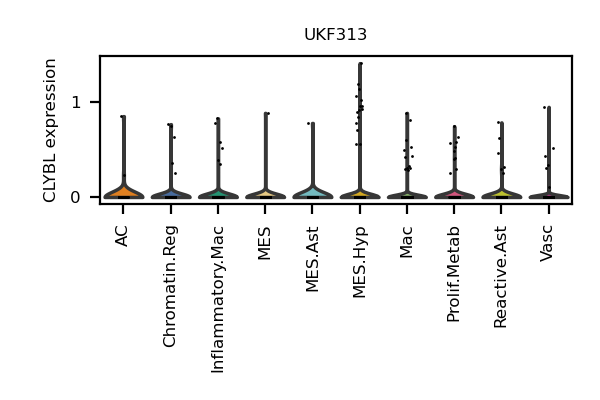 UKF313
CLYBL expression
1
0
AC
Chromatin.Reg
Inflammatory.Mac
MES
MES.Ast
MES.Hyp
Mac
Prolif.Metab
Reactive.Ast
Vasc